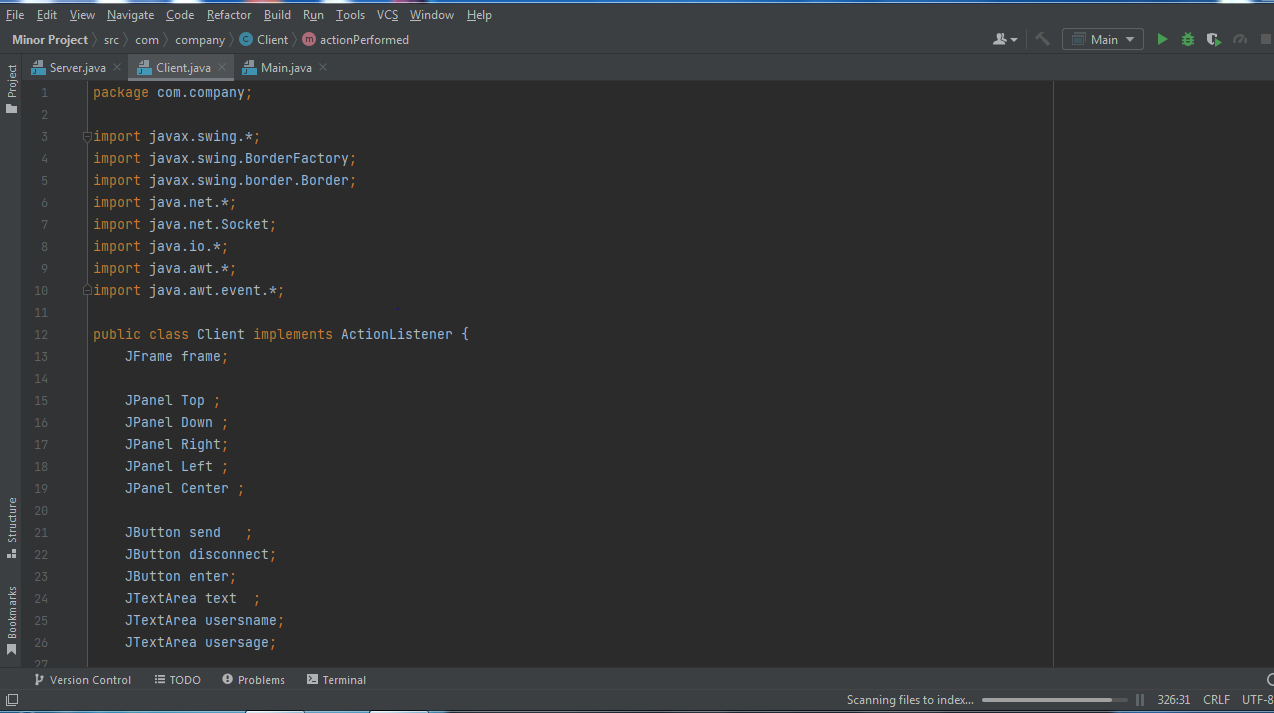 File Edit View Navigate Code Refactor Build Run Tools VCS Window Help
Minor Project src com company Client actionPerformed Main
Server.java Client.java Main.java
Project
1 package com.company;
2
3 import javax.swing.*;
4 import javax.swing.BorderFactory;
5 import javax.swing.border.Border;
6 import java.net.*;
7 import java.net.Socket;
8 import java.io.*;
9 import java.awt.*;
10 import java.awt.event.*;
11
12 public class Client implements ActionListener {
13 JFrame frame;
14
15 JPanel Top ;
16 JPanel Down ;
17 JPanel Right;
18 JPanel Left ;
19 JPanel Center ;
20
21 JButton send   ;
22 JButton disconnect;
23 JButton enter;
24 JTextArea text  ;
25 JTextArea usersname;
26 JTextArea usersage;
27
Structure
Bookmarks
Version Control TODO Problems Terminal
Scanning files to index... 326:31 CRLF UTF-8